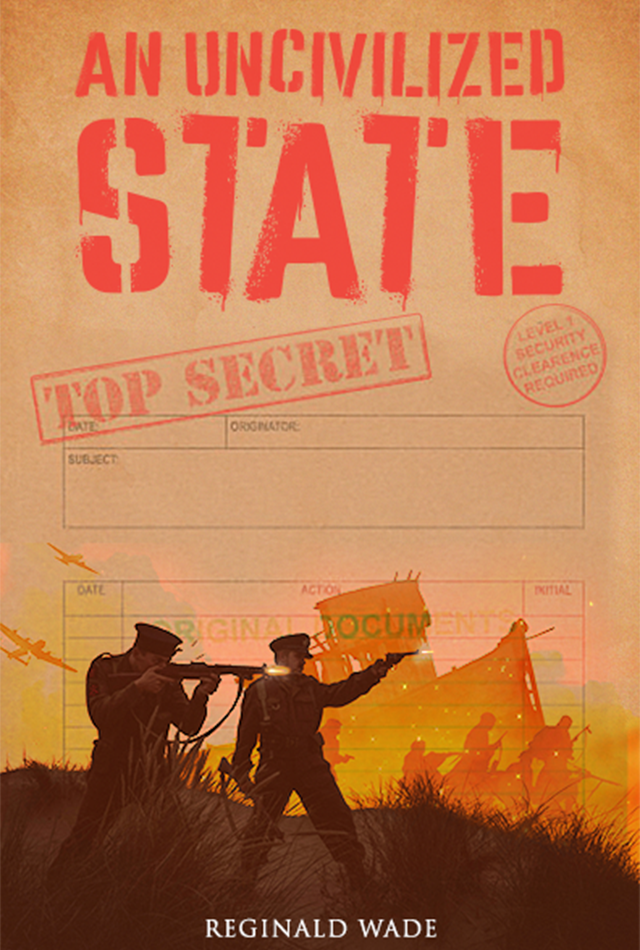 AN UNCIVILIZED
STATE
TOP SECRET
LEVEL 1
SECURITY
CLEARENCE
REQUIRED
DATE:
ORIGINATOR:
SUBJECT:
DATE
ACTION
INITIAL
ORIGINAL DOCUMENTS
REGINALD WADE